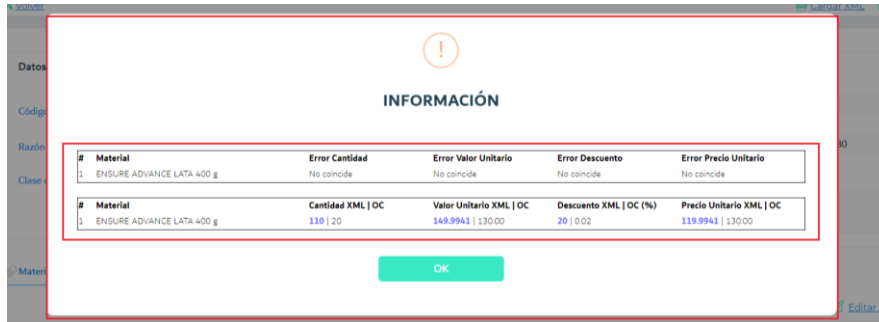 Volver
Cargar XML
!
INFORMACIÓN
Datos
Código
Razón
30
Clase
# Material Error Cantidad Error Valor Unitario Error Descuento Error Precio Unitario
1 ENSURE ADVANCE LATA 400 g No coincide No coincide No coincide No coincide
# Material Cantidad XML | OC Valor Unitario XML | OC Descuento XML | OC (%) Precio Unitario XML | OC
1 ENSURE ADVANCE LATA 400 g 110 | 20 149.9941 | 130.00 20 | 0.02 119.9941 | 130.00
OK
Materi
Editar